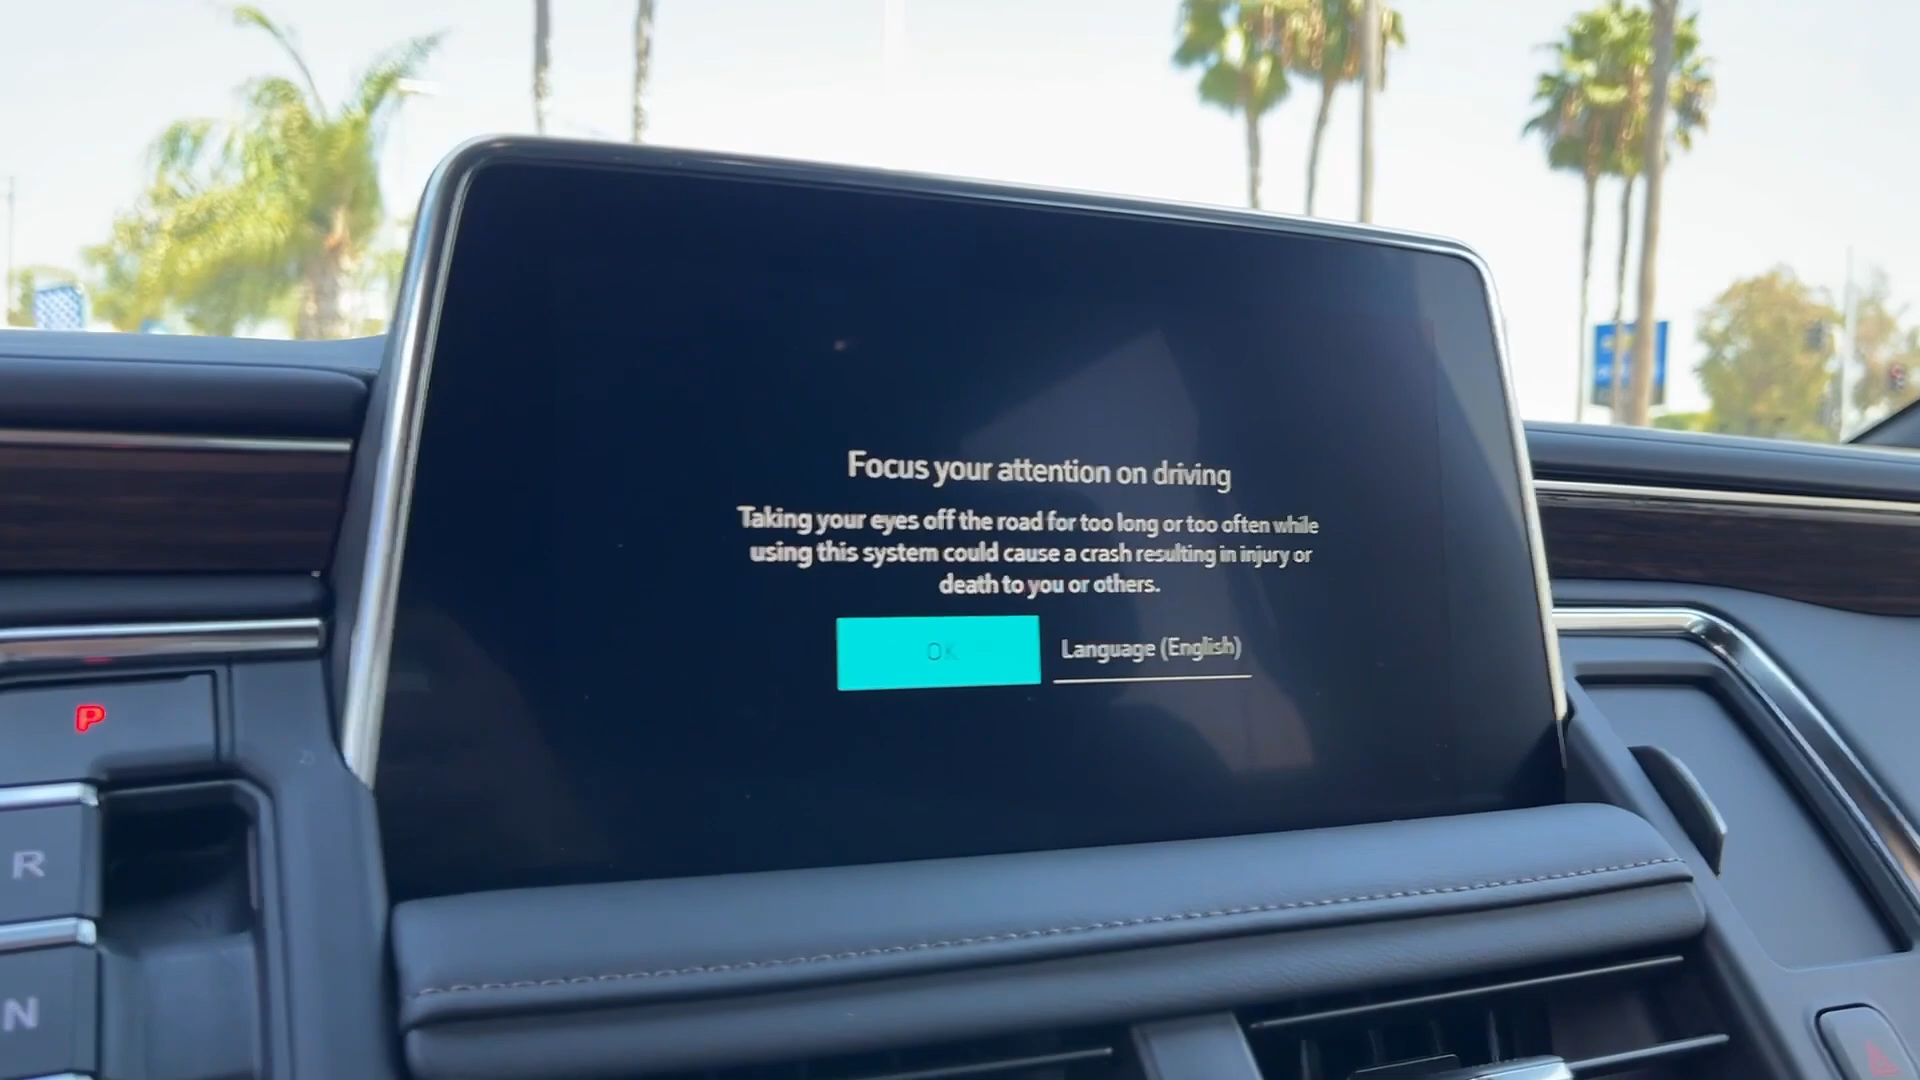 Focus your attention on driving
Taking your eyes off the road for too long or too often while
using this system could cause a crash resulting in injury or
death to you or others.
OK
Language (English)
P
R
N